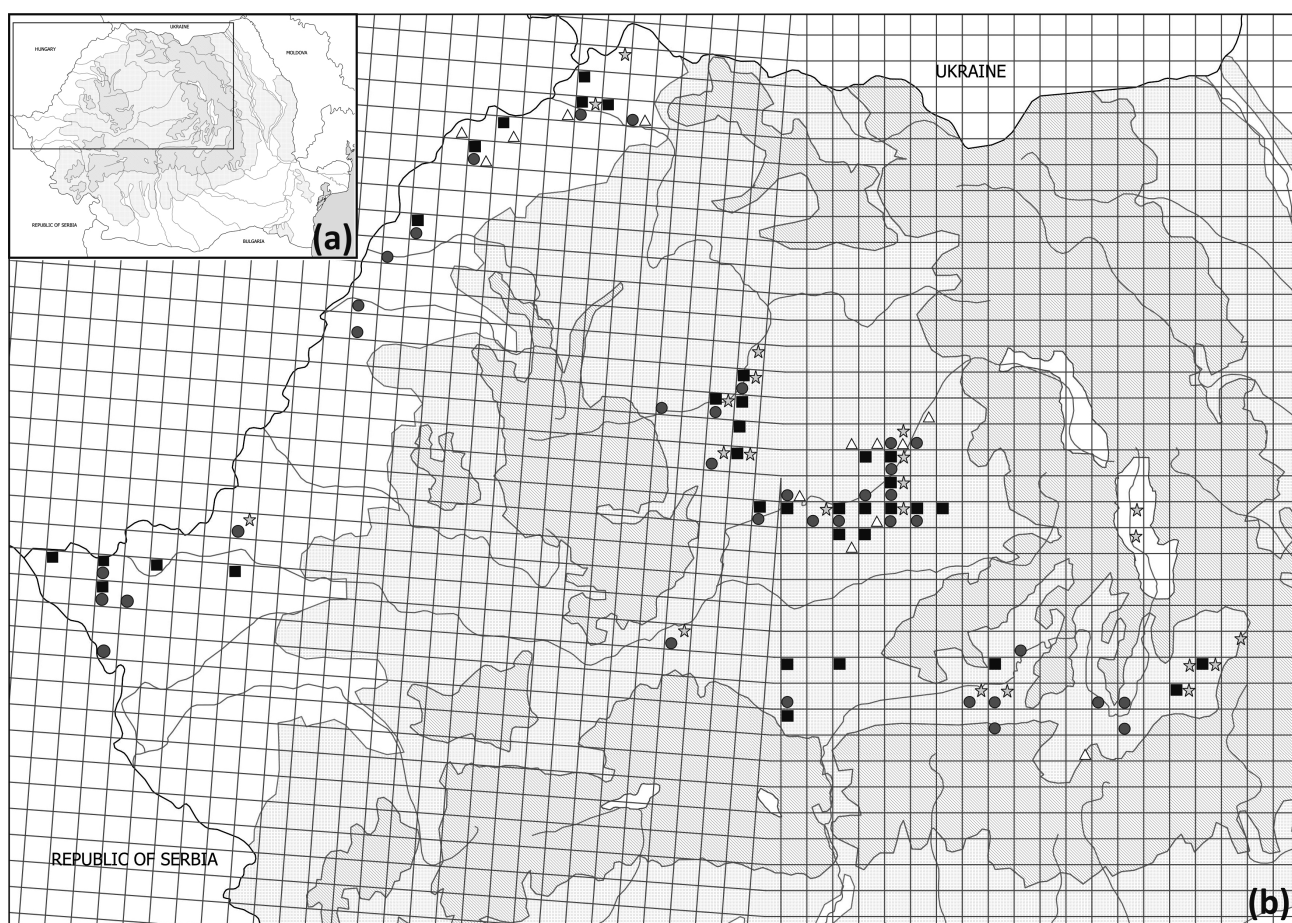 UKRAINE
HUNGARY
MOLDOVA
REPUBLIC OF SERBIA
BULGARIA
(a)
UKRAINE
REPUBLIC OF SERBIA
(b)